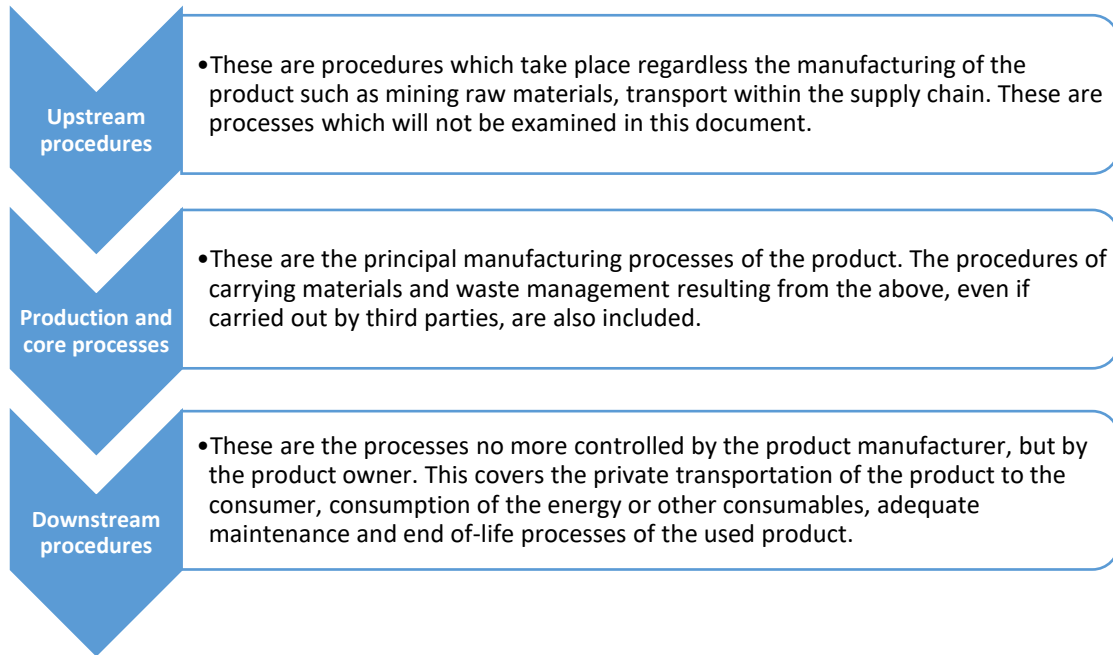 Upstream
procedures
•These are procedures which take place regardless the manufacturing of the
product such as mining raw materials, transport within the supply chain. These are
processes which will not be examined in this document.
Production and
core processes
•These are the principal manufacturing processes of the product. The procedures of
carrying materials and waste management resulting from the above, even if
carried out by third parties, are also included.
Downstream
procedures
•These are the processes no more controlled by the product manufacturer, but by
the product owner. This covers the private transportation of the product to the
consumer, consumption of the energy or other consumables, adequate
maintenance and end of-life processes of the used product.